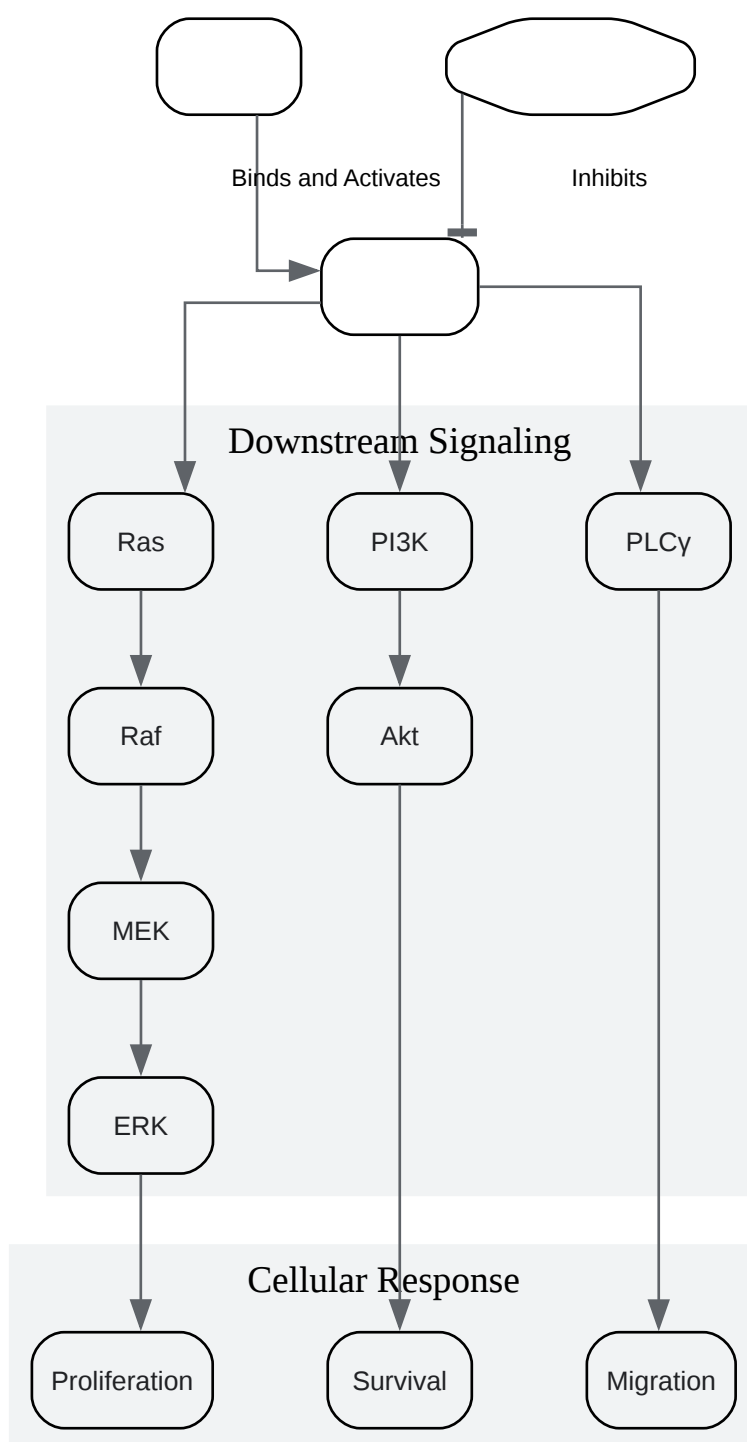 Binds and Activates
Inhibits
Downstream Signaling
Ras
PI3K
PLCγ
Raf
Akt
MEK
ERK
Cellular Response
Proliferation
Survival
Migration